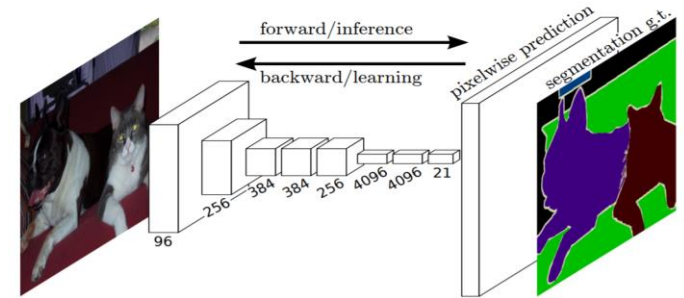 forward/inference
backward/learning
pixelwise prediction
segmentation g.t.
96
256
384
384
256
4096
4096
21